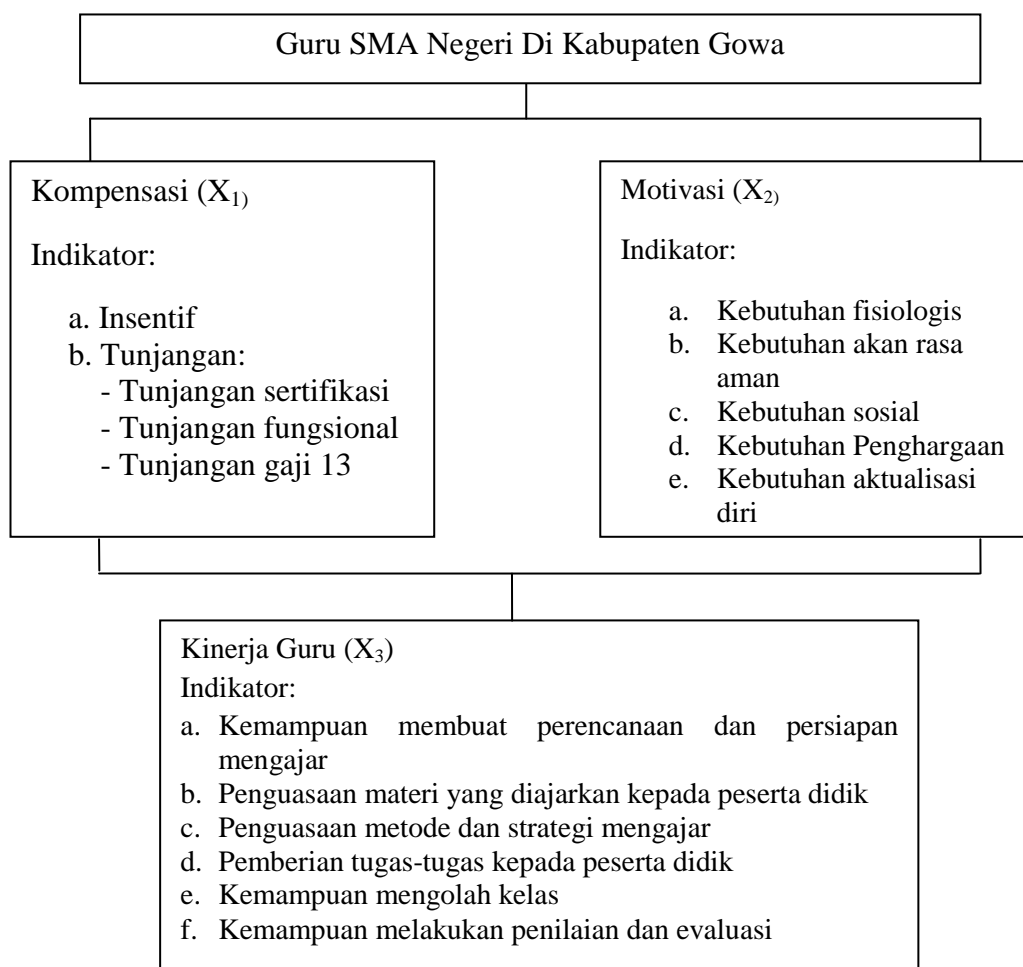 Guru SMA Negeri Di Kabupaten Gowa
Kompensasi (X₁)
Indikator:
a. Insentif
b. Tunjangan:
- Tunjangan sertifikasi
- Tunjangan fungsional
- Tunjangan gaji 13
Motivasi (X₂)
Indikator:
a. Kebutuhan fisiologis
b. Kebutuhan akan rasa
aman
c. Kebutuhan sosial
d. Kebutuhan Penghargaan
e. Kebutuhan aktualisasi
diri
Kinerja Guru (X₃)
Indikator:
a. Kemampuan membuat perencanaan dan persiapan
mengajar
b. Penguasaan materi yang diajarkan kepada peserta didik
c. Penguasaan metode dan strategi mengajar
d. Pemberian tugas-tugas kepada peserta didik
e. Kemampuan mengolah kelas
f. Kemampuan melakukan penilaian dan evaluasi